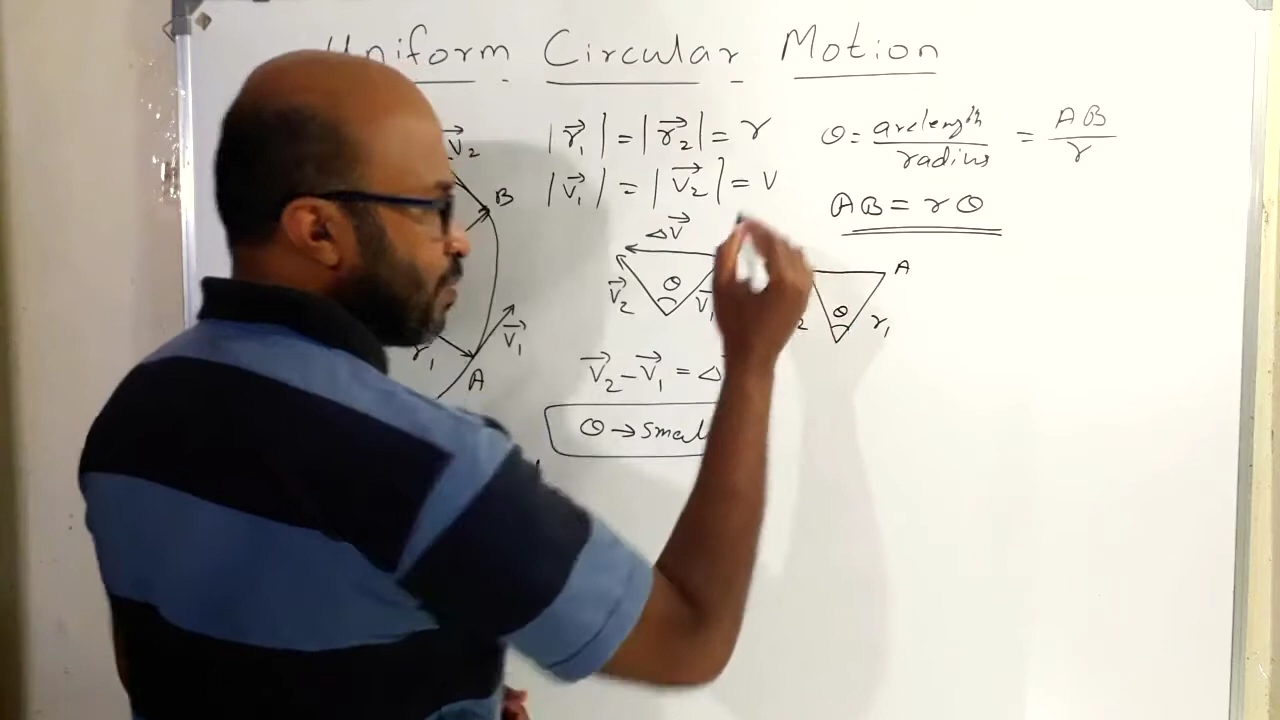 Uniform Circular Motion
|r⃗₁| = |r⃗₂| = r
|v⃗₁| = |v⃗₂| = v
θ = arclength / radius = AB / r
AB = rθ
v⃗₂
B
v⃗₁
r₁
A
Δv⃗
v⃗₂
θ
v⃗₁
A
θ
r₁
v⃗₂ - v⃗₁ = Δ
θ → Small